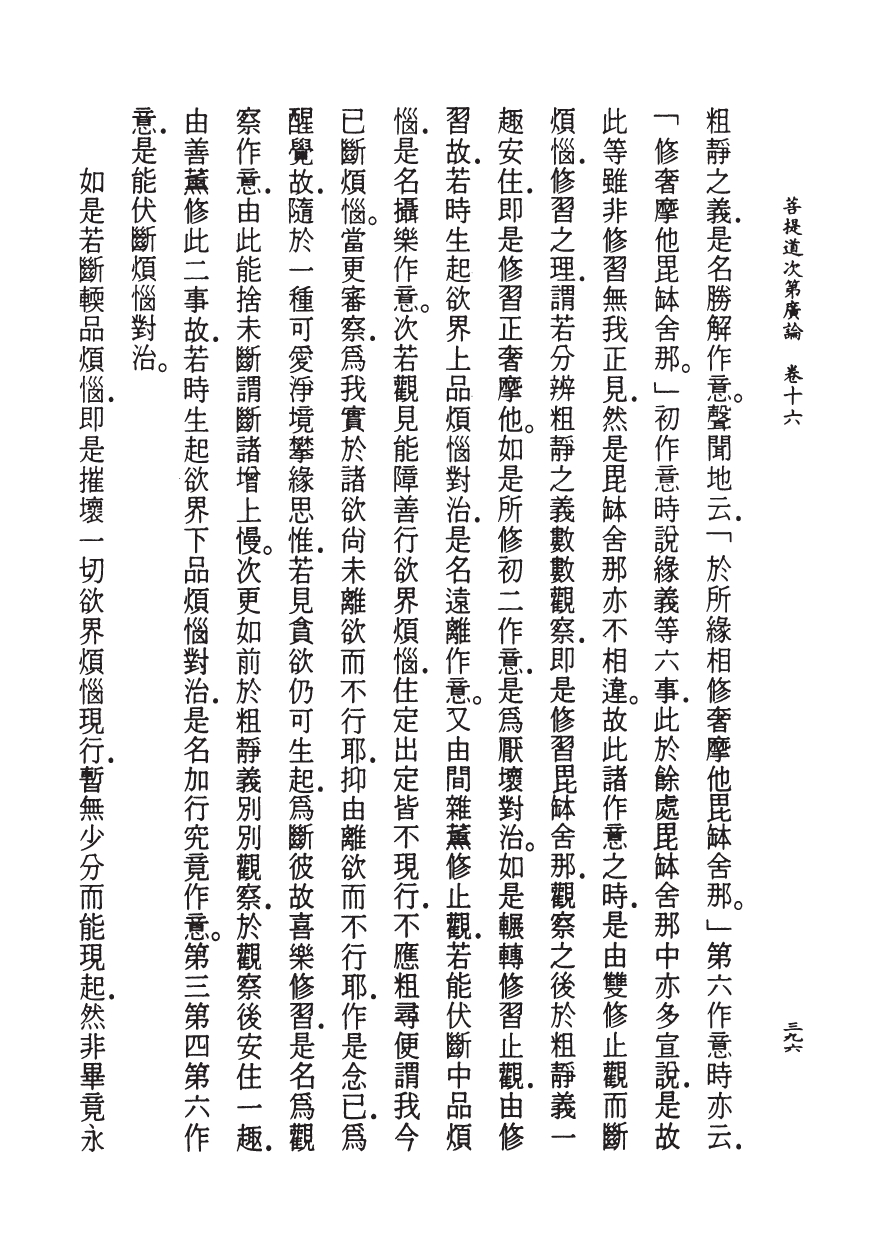 菩提道次第廣論　卷十六
三九六
粗靜之義．是名勝解作意。聲聞地云．「於所緣相修奢摩他毘缽舍那。」第六作意時亦云．
「修奢摩他毘缽舍那。」初作意時說緣義等六事．此於餘處毘缽舍那中亦多宣說．是故
此等雖非修習無我正見．然是毘缽舍那亦不相違。故此諸作意之時．是由雙修止觀而斷
煩惱．修習之理．謂若分辨粗靜之義數數觀察．即是修習毘缽舍那．觀察之後於粗靜義一
趣安住．即是修習正奢摩他。如是所修初二作意．是為厭壞對治。如是輾轉修習止觀．由修
習故．若時生起欲界上品煩惱對治．是名遠離作意。又由間雜薰修止觀．若能伏斷中品煩
惱．是名攝樂作意。次若觀見能障善行欲界煩惱．住定出定皆不現行．不應粗尋便謂我今
已斷煩惱。當更審察．為我實於諸欲尚未離欲而不行耶．抑由離欲而不行耶．作是念已．為
醒覺故．隨於一種可愛淨境攀緣思惟．若見貪欲仍可生起．為斷彼故喜樂修習．是名為觀
察作意．由此能捨未斷謂斷諸增上慢。次更如前於粗靜義別別觀察．於觀察後安住一趣．
由善薰修此二事故．若時生起欲界下品煩惱對治．是名加行究竟作意。第三第四第六作
意．是能伏斷煩惱對治。
如是若斷輭品煩惱．即是摧壞一切欲界煩惱現行．暫無少分而能現起．然非畢竟永